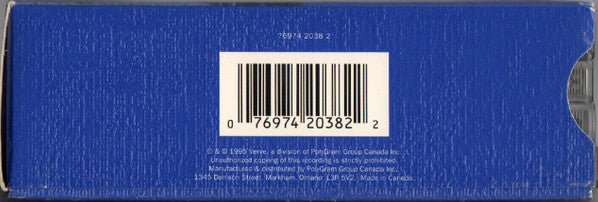 76974 2038 2
0 76974 20382 2
℗ & © 1995 Verve, a division of PolyGram Group Canada Inc.
Unauthorized copying of this recording is strictly prohibited.
Manufactured & distributed by PolyGram Group Canada Inc.
1345 Denison Street, Markham, Ontario L3R 5V2. Made in Canada.